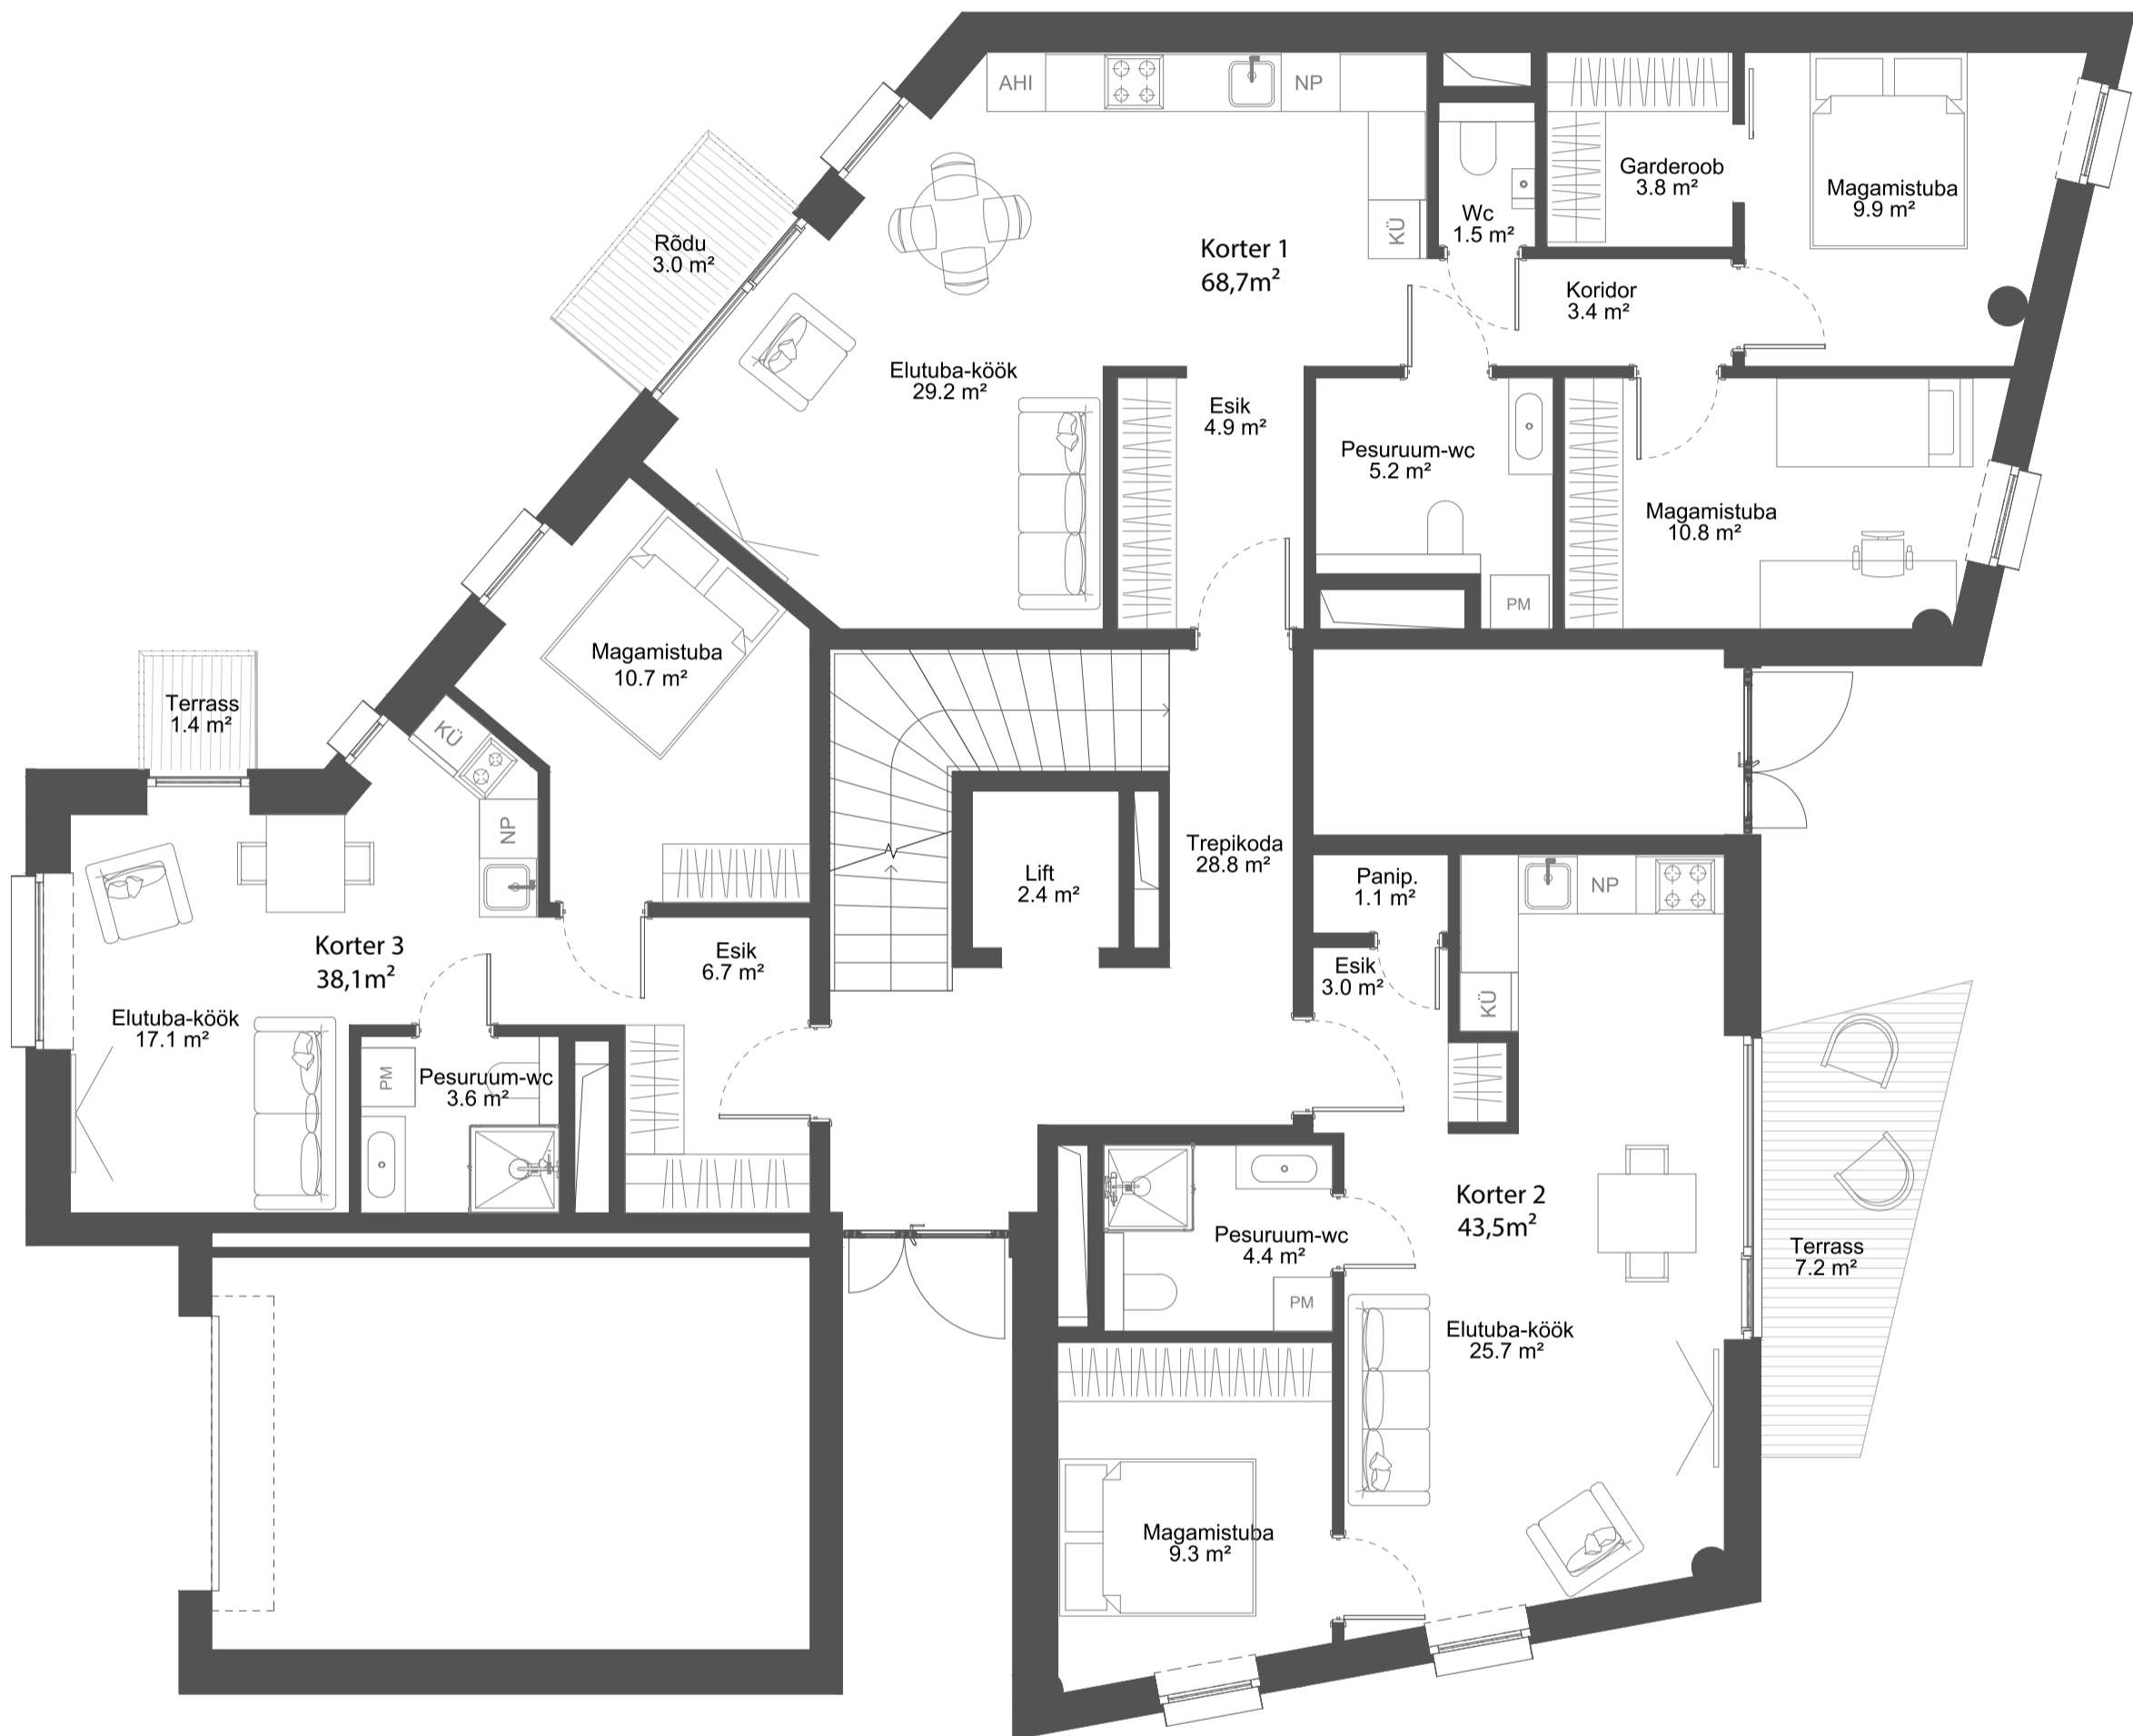 AHI
NP
KÜ
Wc
1.5 m²
Garderoob
3.8 m²
Magamistuba
9.9 m²
Rõdu
3.0 m²
Korter 1
68,7m²
Koridor
3.4 m²
Elutuba-köök
29.2 m²
Esik
4.9 m²
Pesuruum-wc
5.2 m²
PM
Magamistuba
10.8 m²
Magamistuba
10.7 m²
Terrass
1.4 m²
KÜ
NP
Lift
2.4 m²
Trepikoda
28.8 m²
Panip.
1.1 m²
NP
KÜ
Korter 3
38,1m²
Esik
6.7 m²
Esik
3.0 m²
Elutuba-köök
17.1 m²
PM
Pesuruum-wc
3.6 m²
Korter 2
43,5m²
Pesuruum-wc
4.4 m²
PM
Terrass
7.2 m²
Elutuba-köök
25.7 m²
Magamistuba
9.3 m²